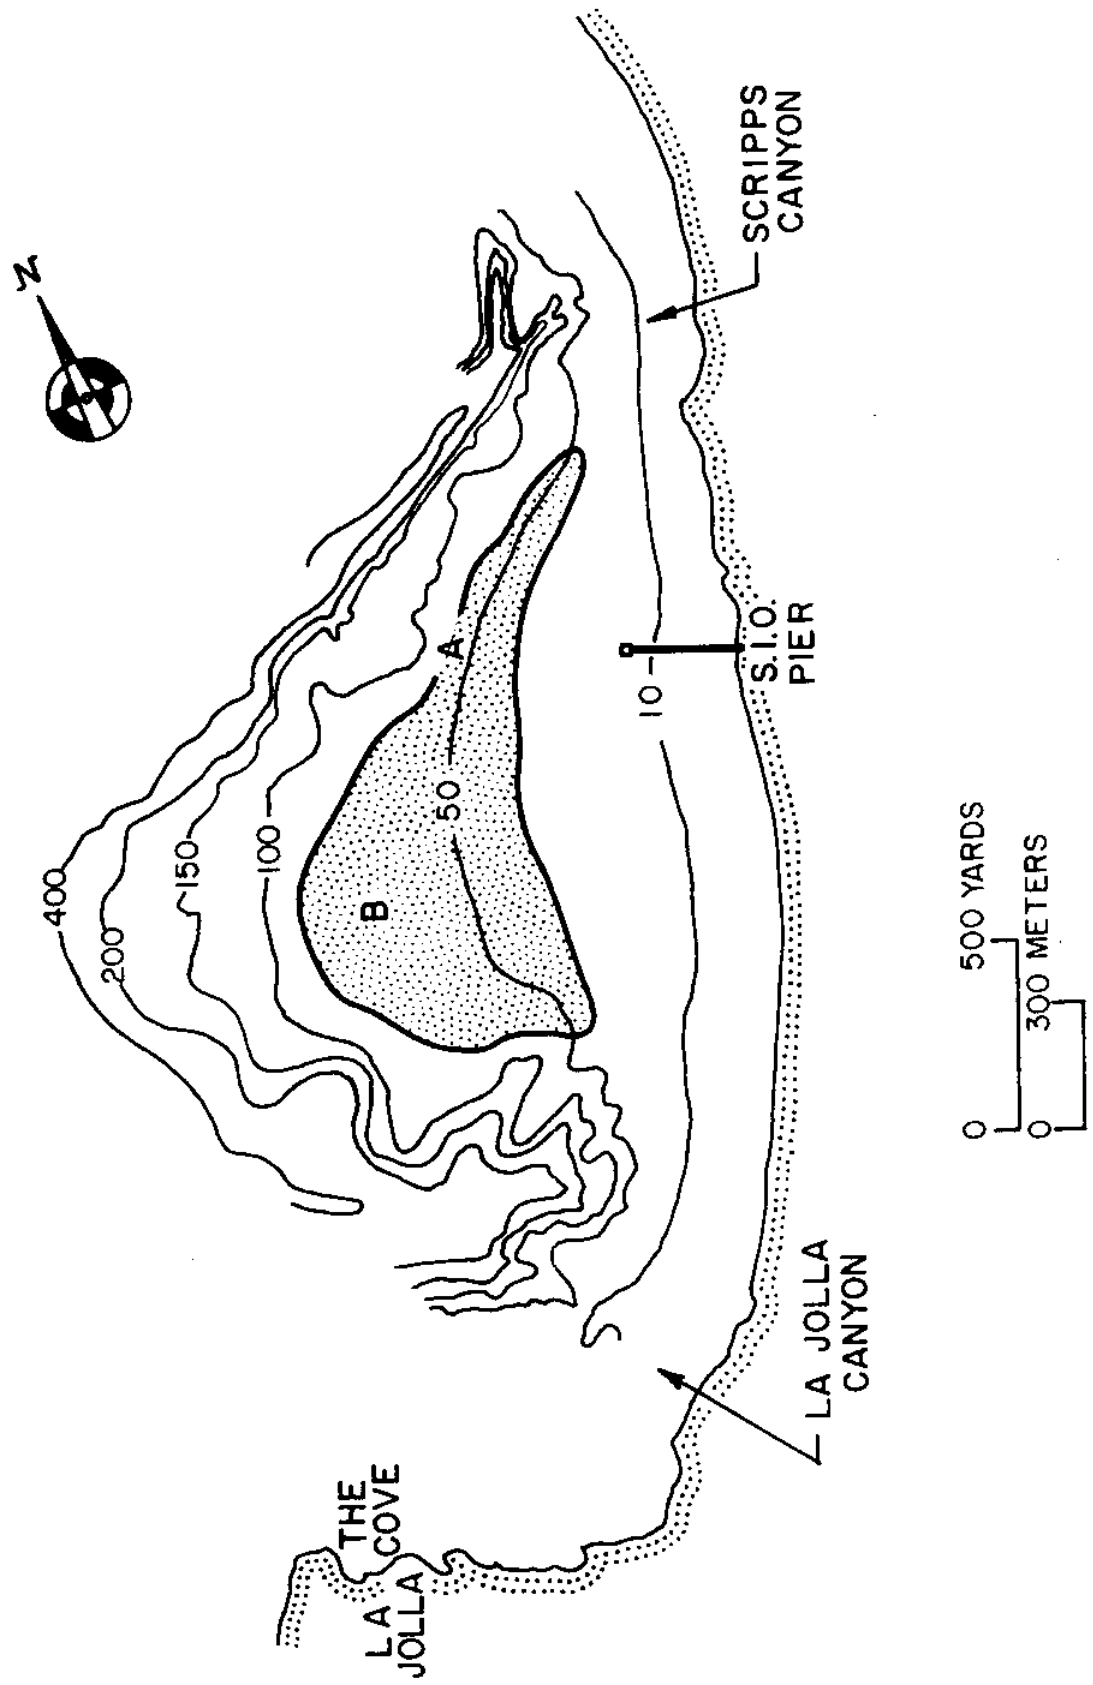 N
SCRIPPS
CANYON
400
200
150
100
50
10
A
B
S.I.O.
PIER
LA JOLLA
CANYON
THE
COVE
LA
JOLLA
0 500 YARDS
0 300 METERS